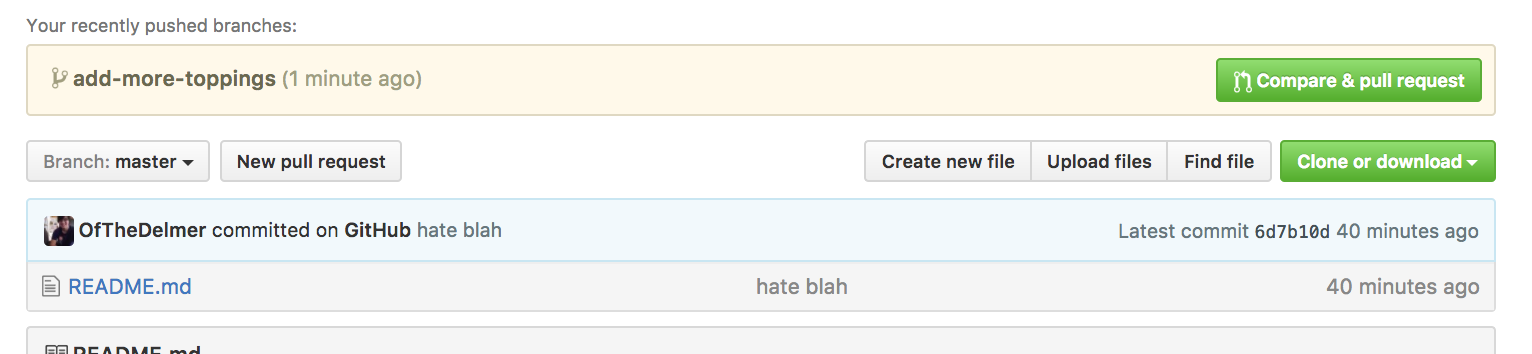 Your recently pushed branches:
add-more-toppings (1 minute ago)
Compare & pull request
Branch: master
New pull request
Create new file
Upload files
Find file
Clone or download
OfTheDelmer committed on GitHub hate blah
Latest commit 6d7b10d 40 minutes ago
README.md
hate blah
40 minutes ago
README.md